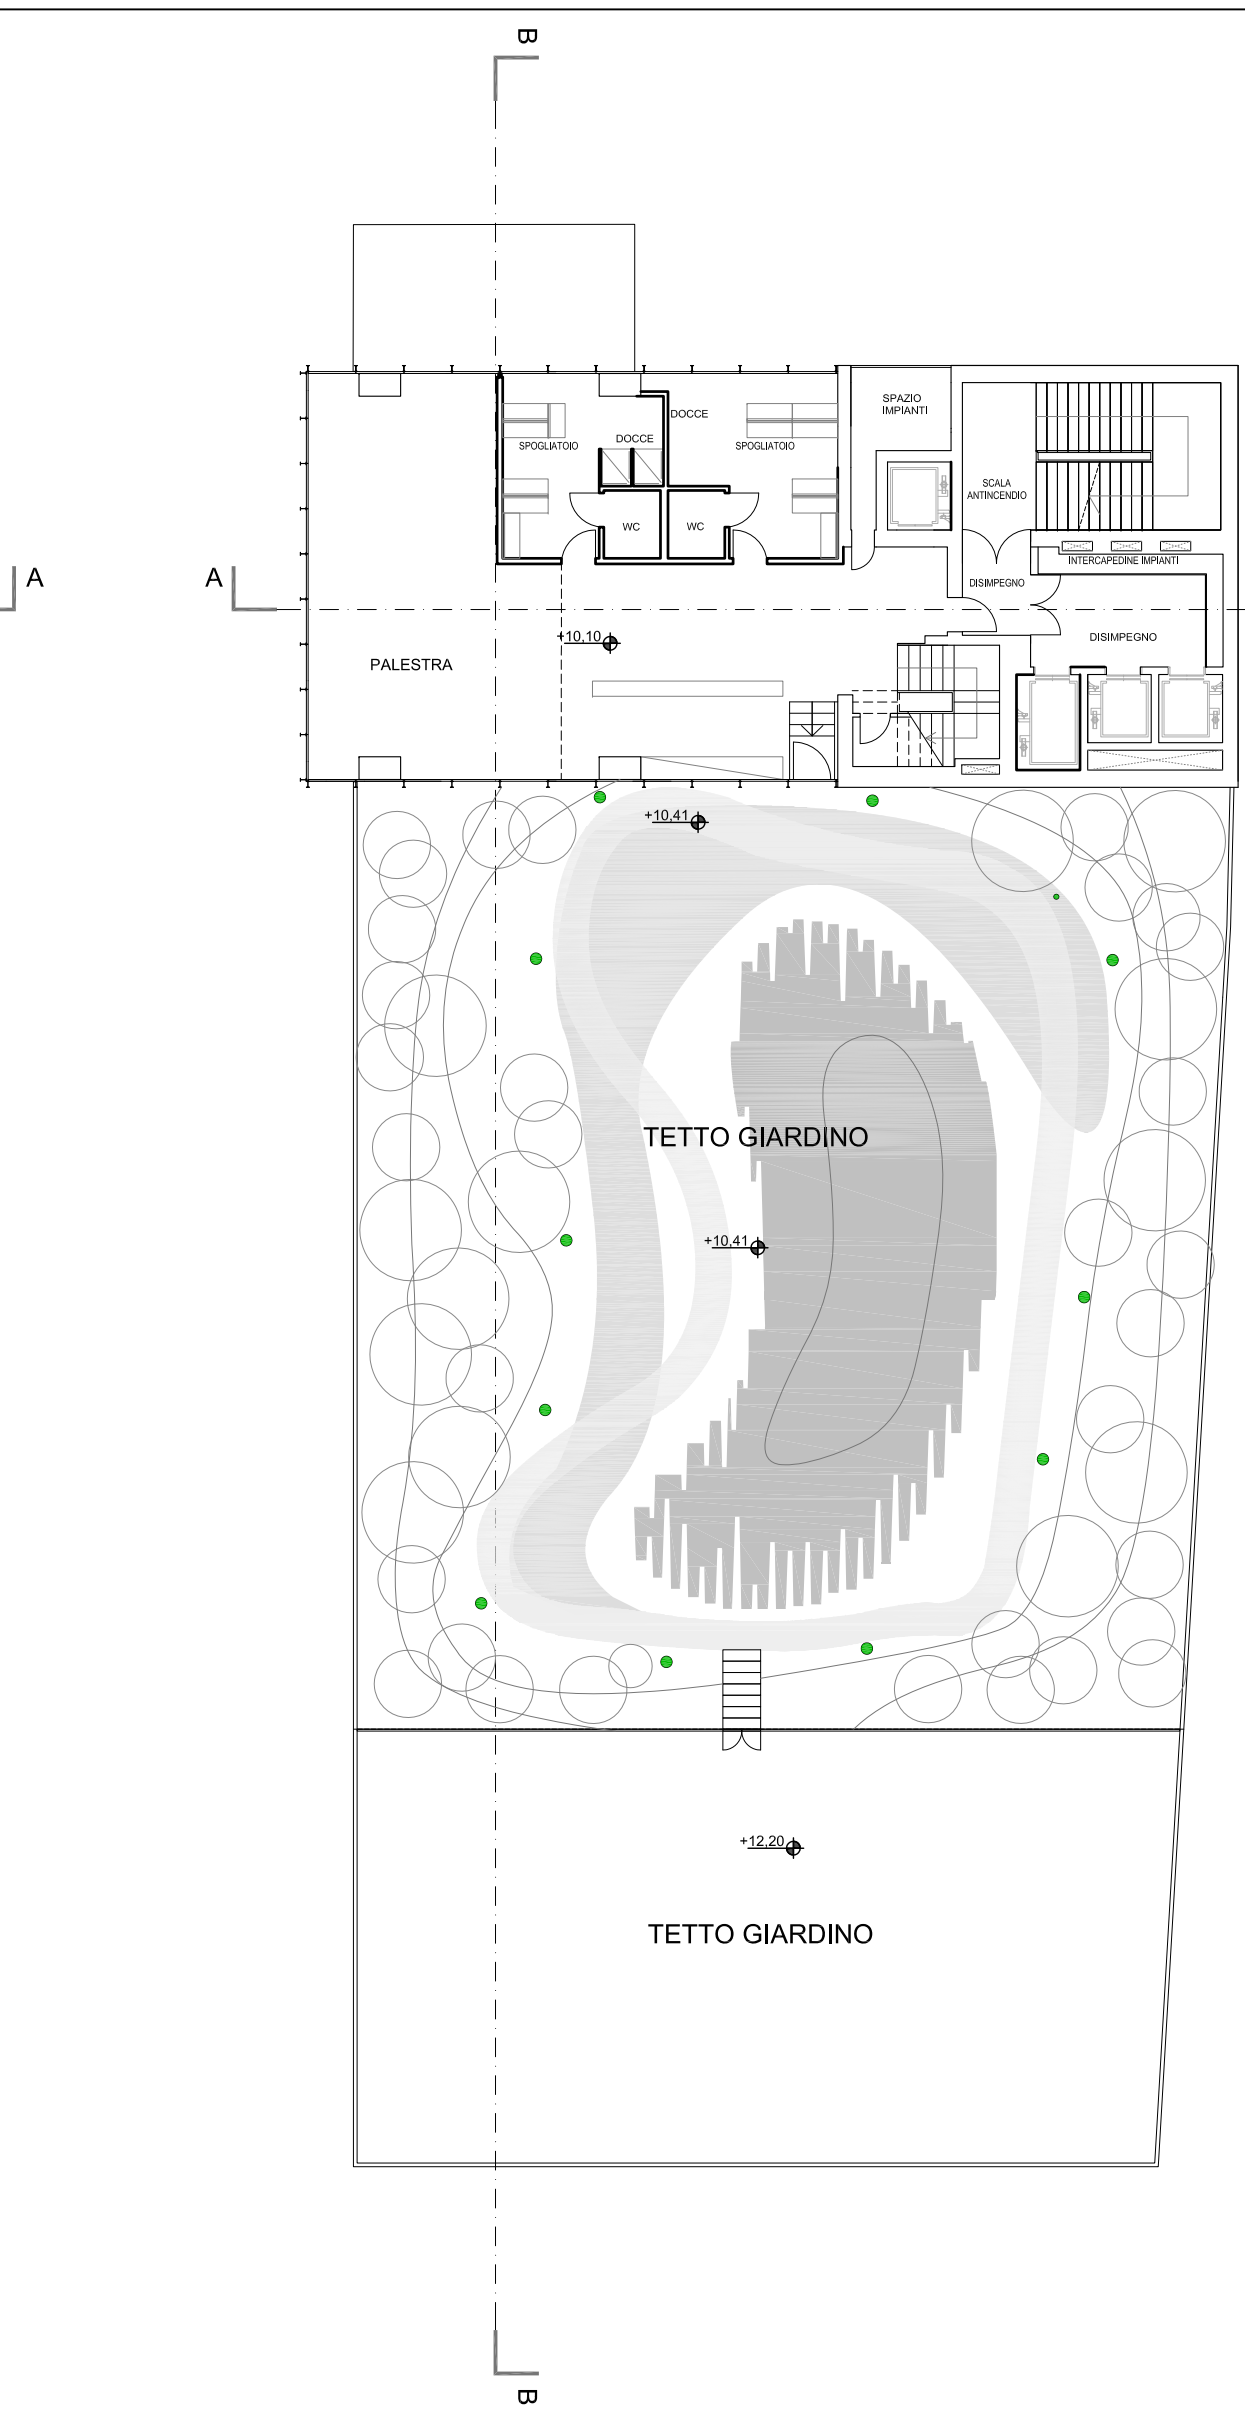 B
SPAZIO
IMPIANTI
DOCCE
DOCCE
SPOGLIATOIO
SPOGLIATOIO
SCALA
ANTINCENDIO
WC
WC
INTERCAPEDINE IMPIANTI
A
A
DISIMPEGNO
DISIMPEGNO
+10,10
PALESTRA
+10,41
TETTO GIARDINO
+10,41
+12,20
TETTO GIARDINO
B